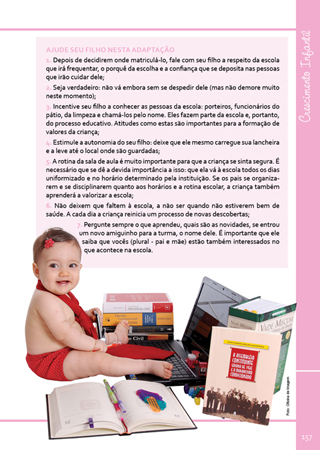 AJUDE SEU FILHO NESTA ADAPTAÇÃO
1. Depois de decidirem onde matriculá-lo, fale com seu filho a respeito da escola
que irá frequentar, o porquê da escolha e a confiança que se deposita nas pessoas
que irão cuidar dele;
2. Seja verdadeiro: não vá embora sem se despedir dele (mas não demore muito
neste momento);
3. Incentive seu filho a conhecer as pessoas da escola: porteiros, funcionários do
pátio, da limpeza e chamá-los pelo nome. Eles fazem parte da escola e, portanto,
do processo educativo. Atitudes como estas são importantes para a formação de
valores da criança;
4. Estimule a autonomia do seu filho: deixe que ele mesmo carregue sua lancheira
e a leve até o local onde são guardadas;
5. A rotina da sala de aula é muito importante para que a criança se sinta segura. É
necessário que se dê a devida importância a isso: que ela vá à escola todos os dias
uniformizado e no horário determinado pela instituição. Se os pais se organiza-
rem e se disciplinarem quanto aos horários e a rotina escolar, a criança também
aprenderá a valorizar a escola;
6. Não deixem que faltem à escola, a não ser quando não estiverem bem de
saúde. A cada dia a criança reinicia um processo de novas descobertas;
7. Pergunte sempre o que aprendeu, quais são as novidades, se entrou
um novo amiguinho para a turma, o nome dele. É importante que ele
saiba que vocês (plural - pai e mãe) estão também interessados no
que acontece na escola.
Crescimento Infantil
Civil
A DISCIPLINA
Foto: Oficina da Imagem
157